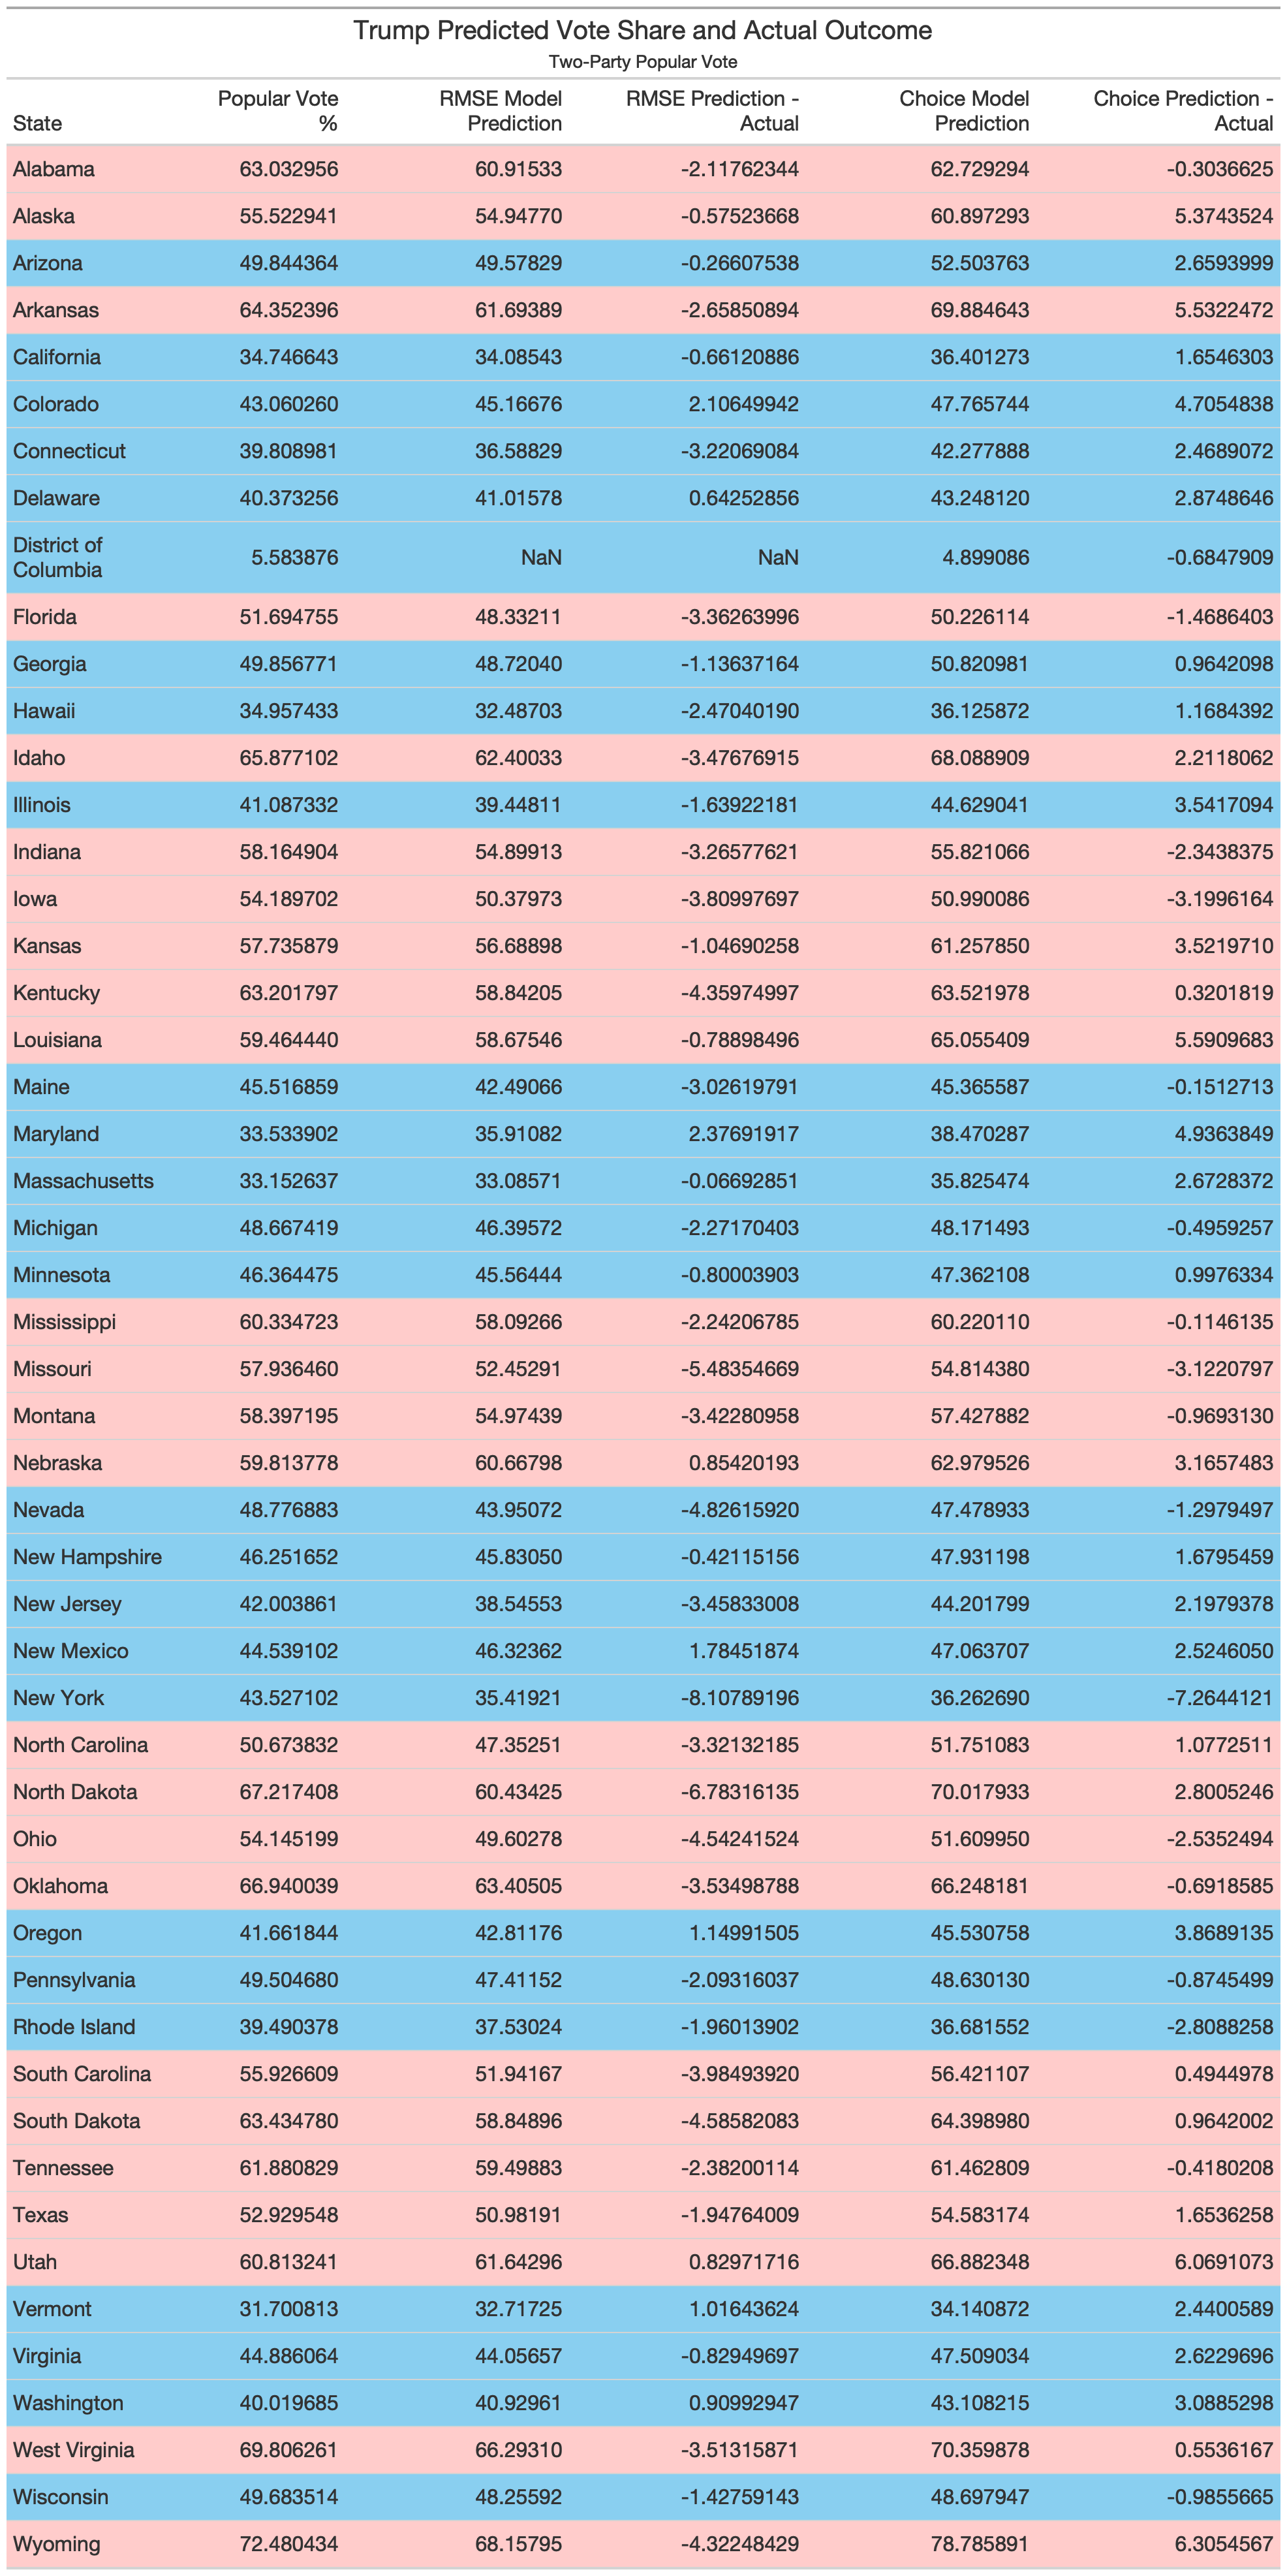 Trump Predicted Vote Share and Actual Outcome
Two-Party Popular Vote
State Popular Vote % RMSE Model Prediction RMSE Prediction - Actual Choice Model Prediction Choice Prediction - Actual
Alabama 63.032956 60.91533 -2.11762344 62.729294 -0.3036625
Alaska 55.522941 54.94770 -0.57523668 60.897293 5.3743524
Arizona 49.844364 49.57829 -0.26607538 52.503763 2.6593999
Arkansas 64.352396 61.69389 -2.65850894 69.884643 5.5322472
California 34.746643 34.08543 -0.66120886 36.401273 1.6546303
Colorado 43.060260 45.16676 2.10649942 47.765744 4.7054838
Connecticut 39.808981 36.58829 -3.22069084 42.277888 2.4689072
Delaware 40.373256 41.01578 0.64252856 43.248120 2.8748646
District of Columbia 5.583876 NaN NaN 4.899086 -0.6847909
Florida 51.694755 48.33211 -3.36263996 50.226114 -1.4686403
Georgia 49.856771 48.72040 -1.13637164 50.820981 0.9642098
Hawaii 34.957433 32.48703 -2.47040190 36.125872 1.1684392
Idaho 65.877102 62.40033 -3.47676915 68.088909 2.2118062
Illinois 41.087332 39.44811 -1.63922181 44.629041 3.5417094
Indiana 58.164904 54.89913 -3.26577621 55.821066 -2.3438375
Iowa 54.189702 50.37973 -3.80997697 50.990086 -3.1996164
Kansas 57.735879 56.68898 -1.04690258 61.257850 3.5219710
Kentucky 63.201797 58.84205 -4.35974997 63.521978 0.3201819
Louisiana 59.464440 58.67546 -0.78898496 65.055409 5.5909683
Maine 45.516859 42.49066 -3.02619791 45.365587 -0.1512713
Maryland 33.533902 35.91082 2.37691917 38.470287 4.9363849
Massachusetts 33.152637 33.08571 -0.06692851 35.825474 2.6728372
Michigan 48.667419 46.39572 -2.27170403 48.171493 -0.4959257
Minnesota 46.364475 45.56444 -0.80003903 47.362108 0.9976334
Mississippi 60.334723 58.09266 -2.24206785 60.220110 -0.1146135
Missouri 57.936460 52.45291 -5.48354669 54.814380 -3.1220797
Montana 58.397195 54.97439 -3.42280958 57.427882 -0.9693130
Nebraska 59.813778 60.66798 0.85420193 62.979526 3.1657483
Nevada 48.776883 43.95072 -4.82615920 47.478933 -1.2979497
New Hampshire 46.251652 45.83050 -0.42115156 47.931198 1.6795459
New Jersey 42.003861 38.54553 -3.45833008 44.201799 2.1979378
New Mexico 44.539102 46.32362 1.78451874 47.063707 2.5246050
New York 43.527102 35.41921 -8.10789196 36.262690 -7.2644121
North Carolina 50.673832 47.35251 -3.32132185 51.751083 1.0772511
North Dakota 67.217408 60.43425 -6.78316135 70.017933 2.8005246
Ohio 54.145199 49.60278 -4.54241524 51.609950 -2.5352494
Oklahoma 66.940039 63.40505 -3.53498788 66.248181 -0.6918585
Oregon 41.661844 42.81176 1.14991505 45.530758 3.8689135
Pennsylvania 49.504680 47.41152 -2.09316037 48.630130 -0.8745499
Rhode Island 39.490378 37.53024 -1.96013902 36.681552 -2.8088258
South Carolina 55.926609 51.94167 -3.98493920 56.421107 0.4944978
South Dakota 63.434780 58.84896 -4.58582083 64.398980 0.9642002
Tennessee 61.880829 59.49883 -2.38200114 61.462809 -0.4180208
Texas 52.929548 50.98191 -1.94764009 54.583174 1.6536258
Utah 60.813241 61.64296 0.82971716 66.882348 6.0691073
Vermont 31.700813 32.71725 1.01643624 34.140872 2.4400589
Virginia 44.886064 44.05657 -0.82949697 47.509034 2.6229696
Washington 40.019685 40.92961 0.90992947 43.108215 3.0885298
West Virginia 69.806261 66.29310 -3.51315871 70.359878 0.5536167
Wisconsin 49.683514 48.25592 -1.42759143 48.697947 -0.9855665
Wyoming 72.480434 68.15795 -4.32248429 78.785891 6.3054567